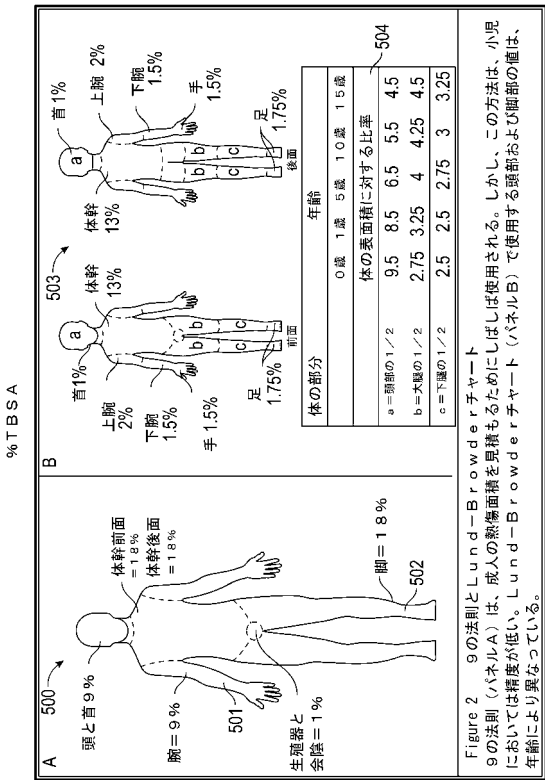 %TBSA
A
500
頭と首9%
体幹前面
=18%
体幹後面
=18%
腕=9%
501
生殖器と
会陰=1%
脚=18%
502
B
503
首1%
a
体幹
13%
上腕
2%
下腕
1.5%
手 1.5%
b
b
c
c
足
1.75%
前面
首1%
a
体幹
13%
上腕 2%
下腕
1.5%
手
1.5%
b
b
c
c
足
1.75%
後面
504
体の部分 年齢
0歳 1歳 5歳 10歳 15歳
体の表面積に対する比率
a=頭部の1/2 9.5 8.5 6.5 5.5 4.5
b=大腿の1/2 2.75 3.25 4 4.25 4.5
c=下腿の1/2 2.5 2.5 2.75 3 3.25
Figure 2 9の法則とLund-Browderチャート
9の法則(パネルA)は、成人の熱傷面積を見積もるためにしばしば使用される。しかし、この方法は、小児
においては精度が低い。Lund-Browderチャート(パネルB)で使用する頭部および脚部の値は、
年齢により異なっている。